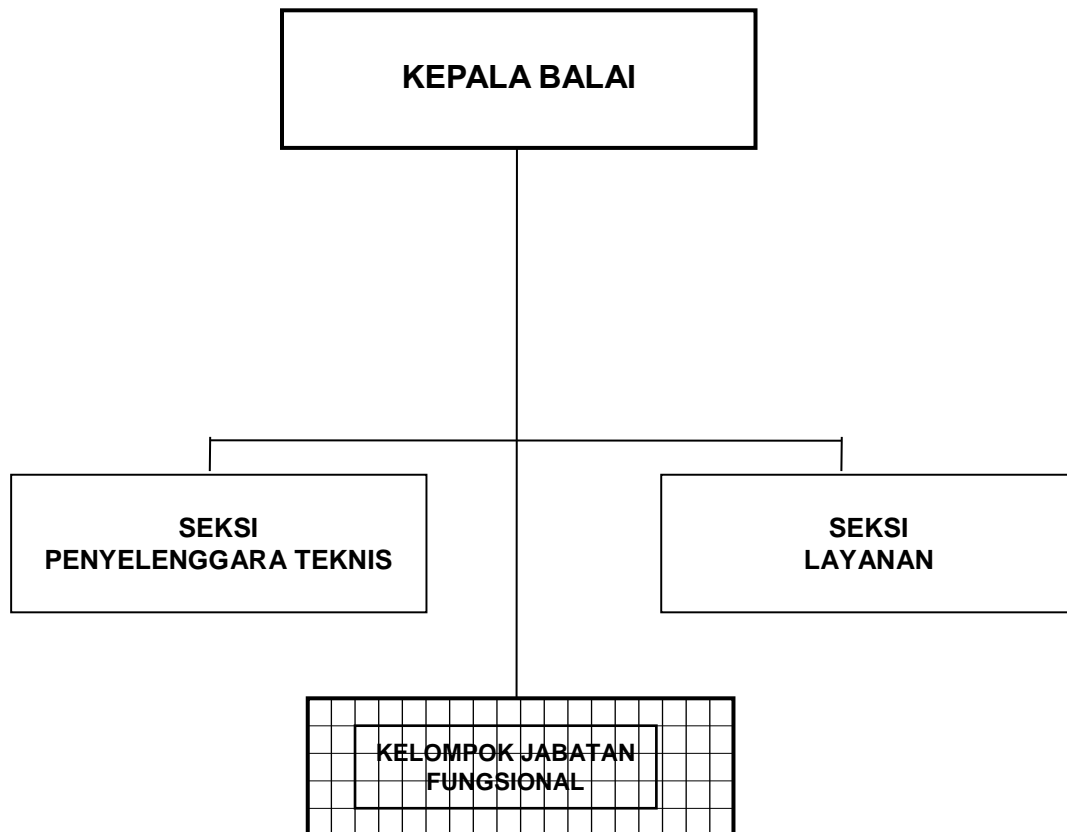 KEPALA BALAI
SEKSI
PENYELENGGARA TEKNIS
SEKSI
LAYANAN
KELOMPOK JABATAN
FUNGSIONAL